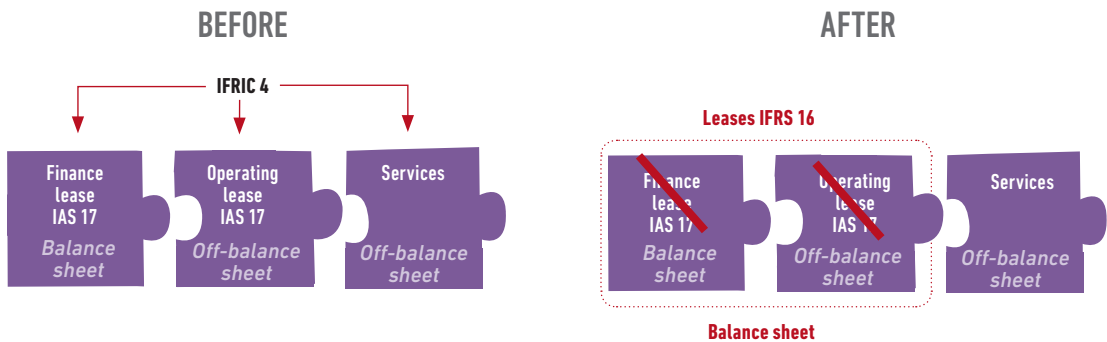 BEFORE
IFRIC 4
Finance
lease
IAS 17
Balance
sheet
Operating
lease
IAS 17
Off-balance
sheet
Services
Off-balance
sheet
AFTER
Leases IFRS 16
Finance
lease
IAS 17
Balance
sheet
Operating
lease
IAS 17
Off-balance
sheet
Services
Off-balance
sheet
Balance sheet